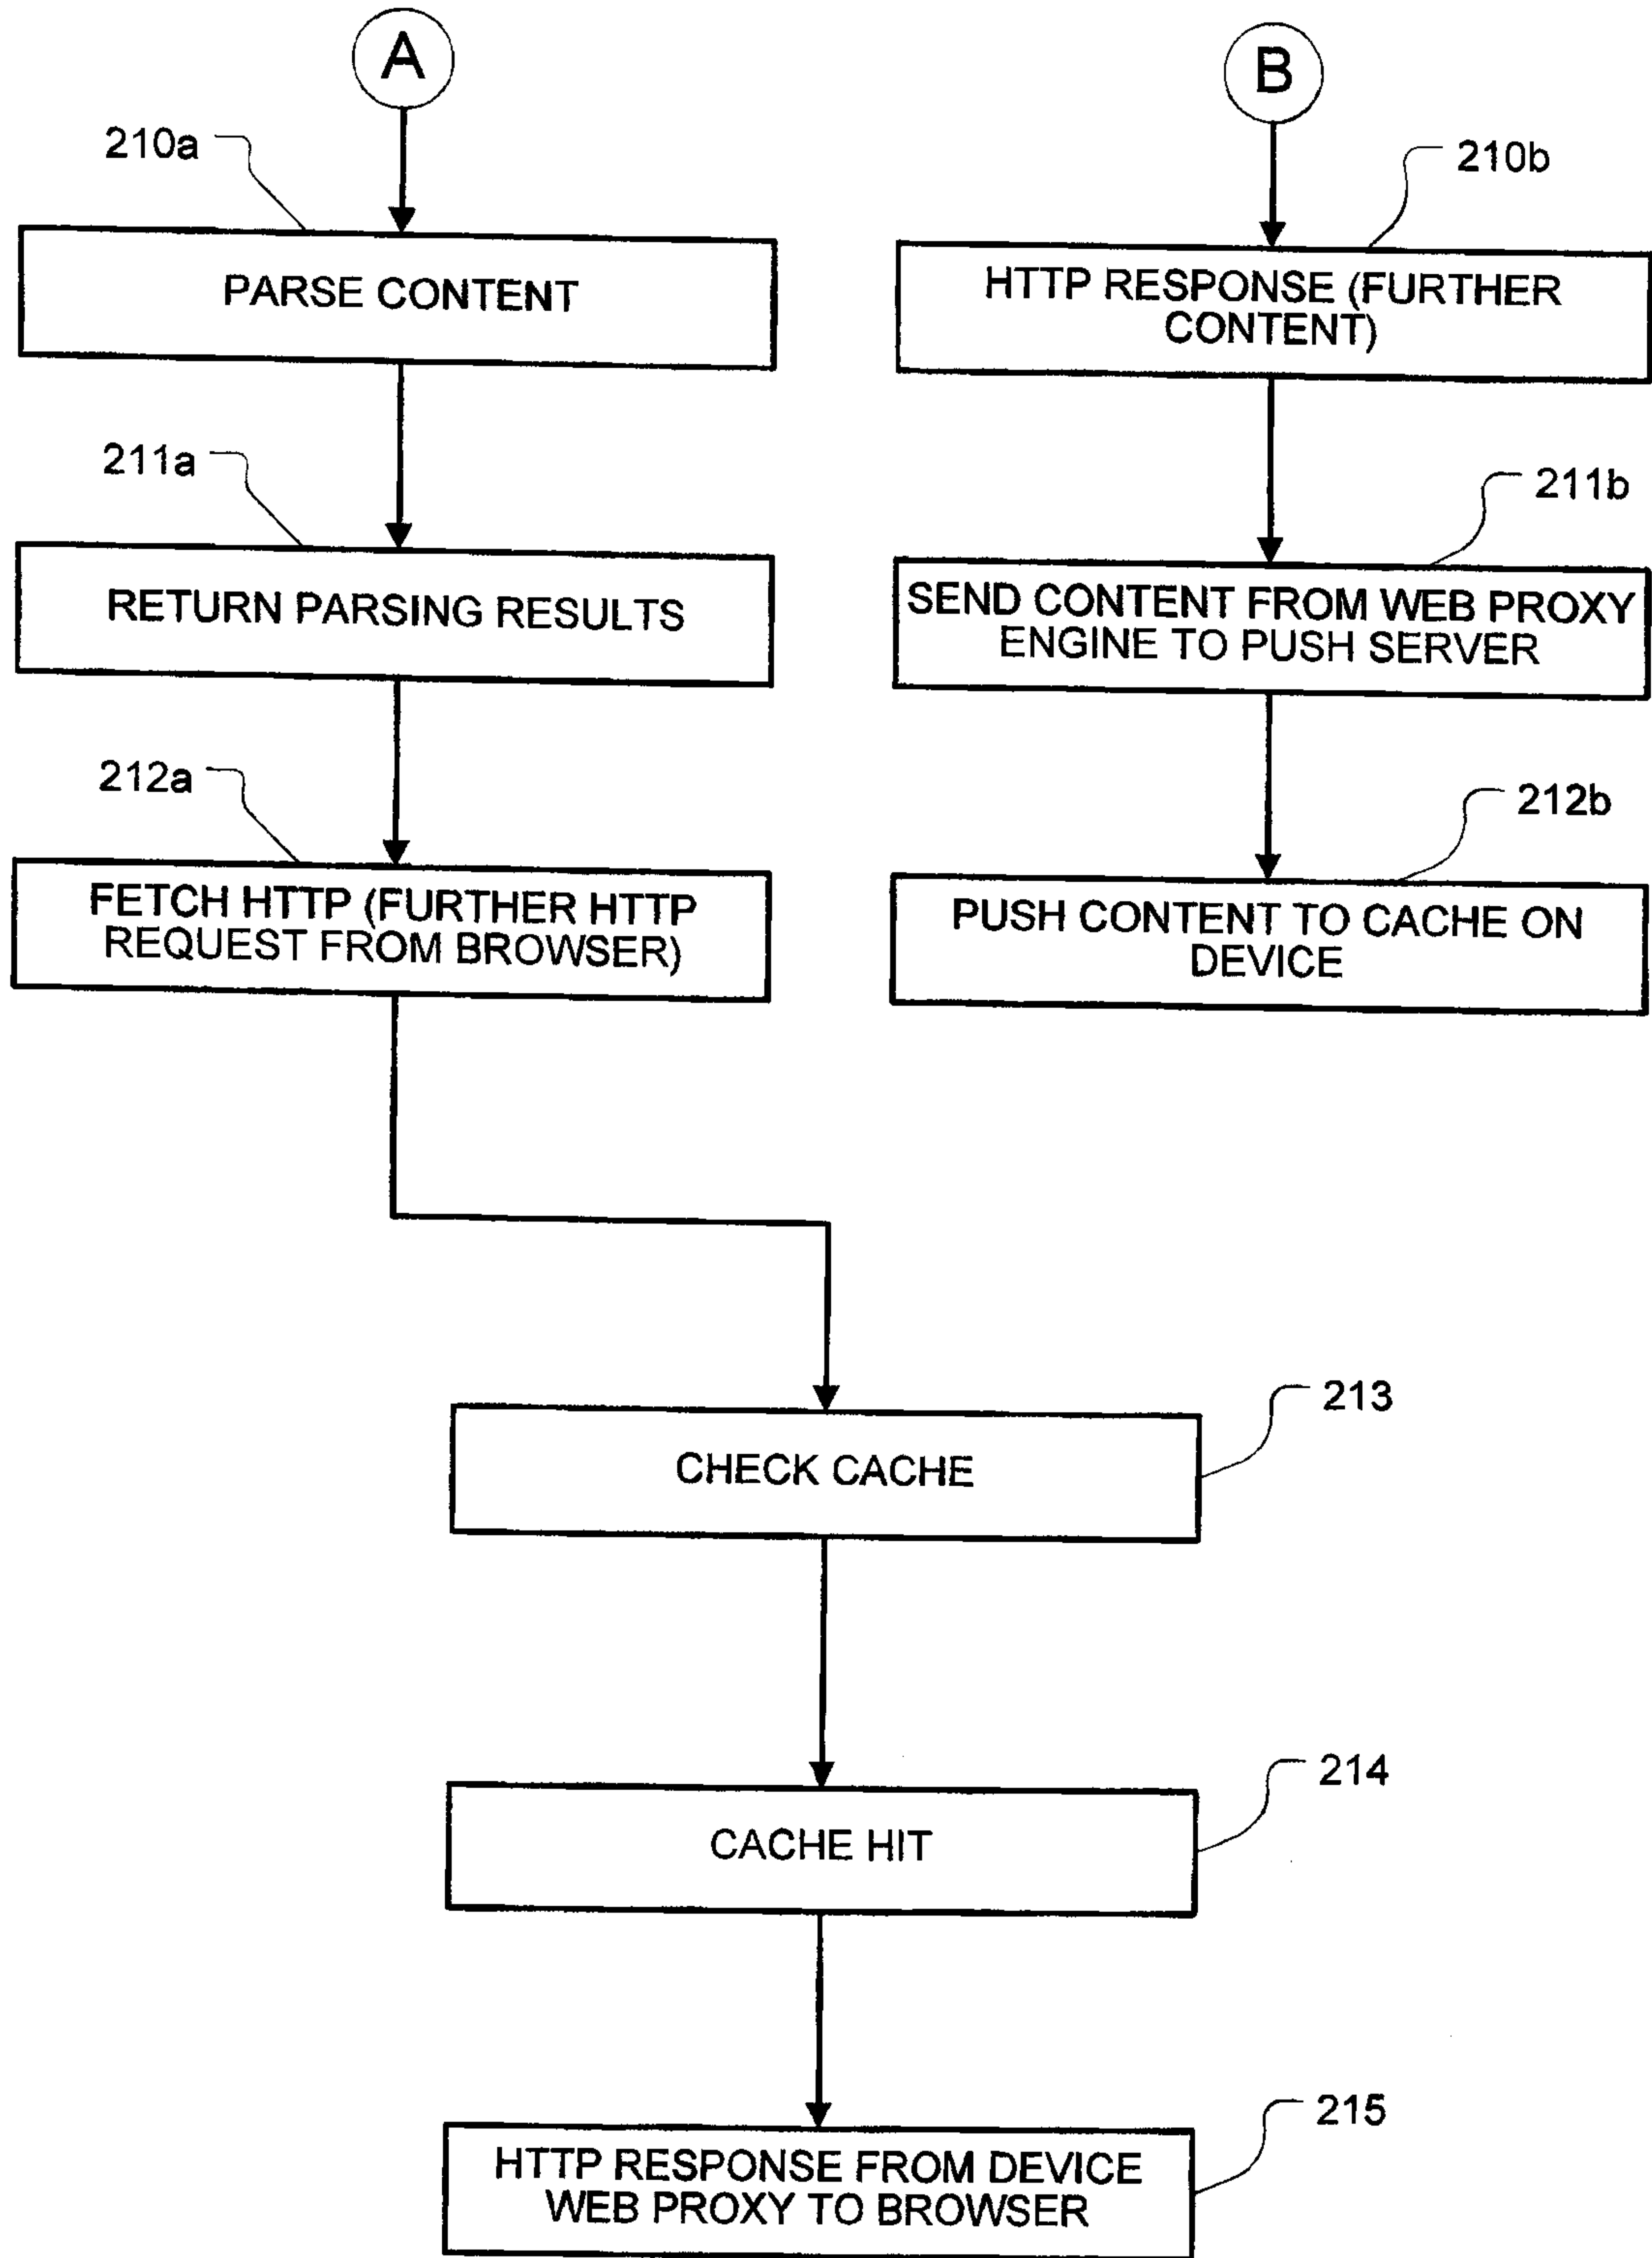 A
B
210a
210b
PARSE CONTENT
HTTP RESPONSE (FURTHER
CONTENT)
211a
211b
RETURN PARSING RESULTS
SEND CONTENT FROM WEB PROXY
ENGINE TO PUSH SERVER
212a
212b
FETCH HTTP (FURTHER HTTP
REQUEST FROM BROWSER)
PUSH CONTENT TO CACHE ON
DEVICE
213
CHECK CACHE
214
CACHE HIT
215
HTTP RESPONSE FROM DEVICE
WEB PROXY TO BROWSER